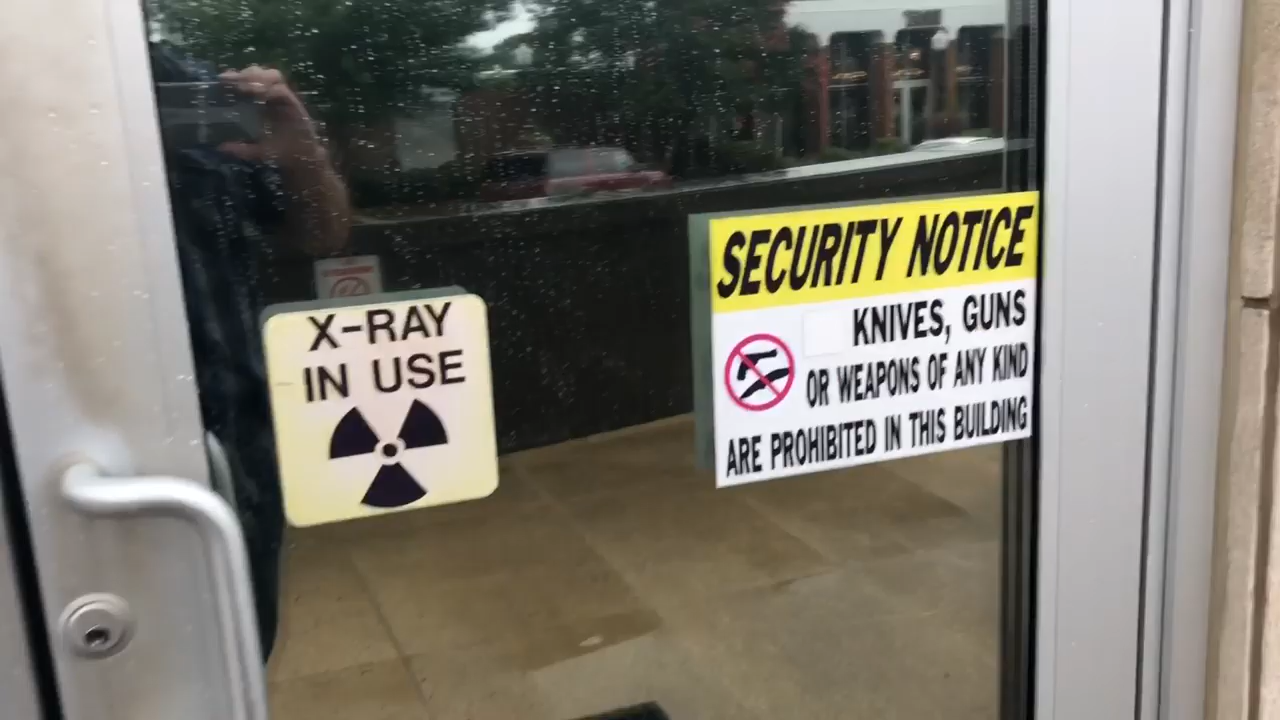 X-RAY
IN USE
SECURITY NOTICE
KNIVES, GUNS
OR WEAPONS OF ANY KIND
ARE PROHIBITED IN THIS BUILDING